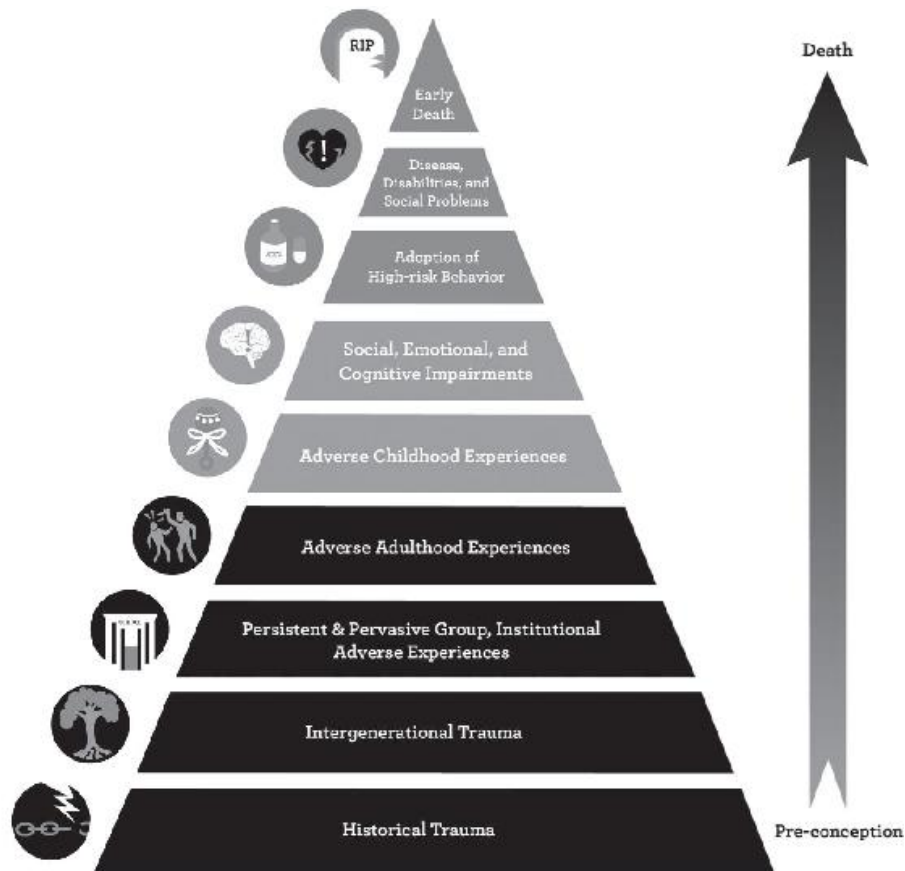 RIP
Death
Early
Death
Disease,
Disabilities, and
Social Problems
Adoption of
High-risk Behavior
Social, Emotional, and
Cognitive Impairments
Adverse Childhood Experiences
Adverse Adulthood Experiences
Persistent & Pervasive Group, Institutional
Adverse Experiences
Intergenerational Trauma
Historical Trauma
Pre-conception